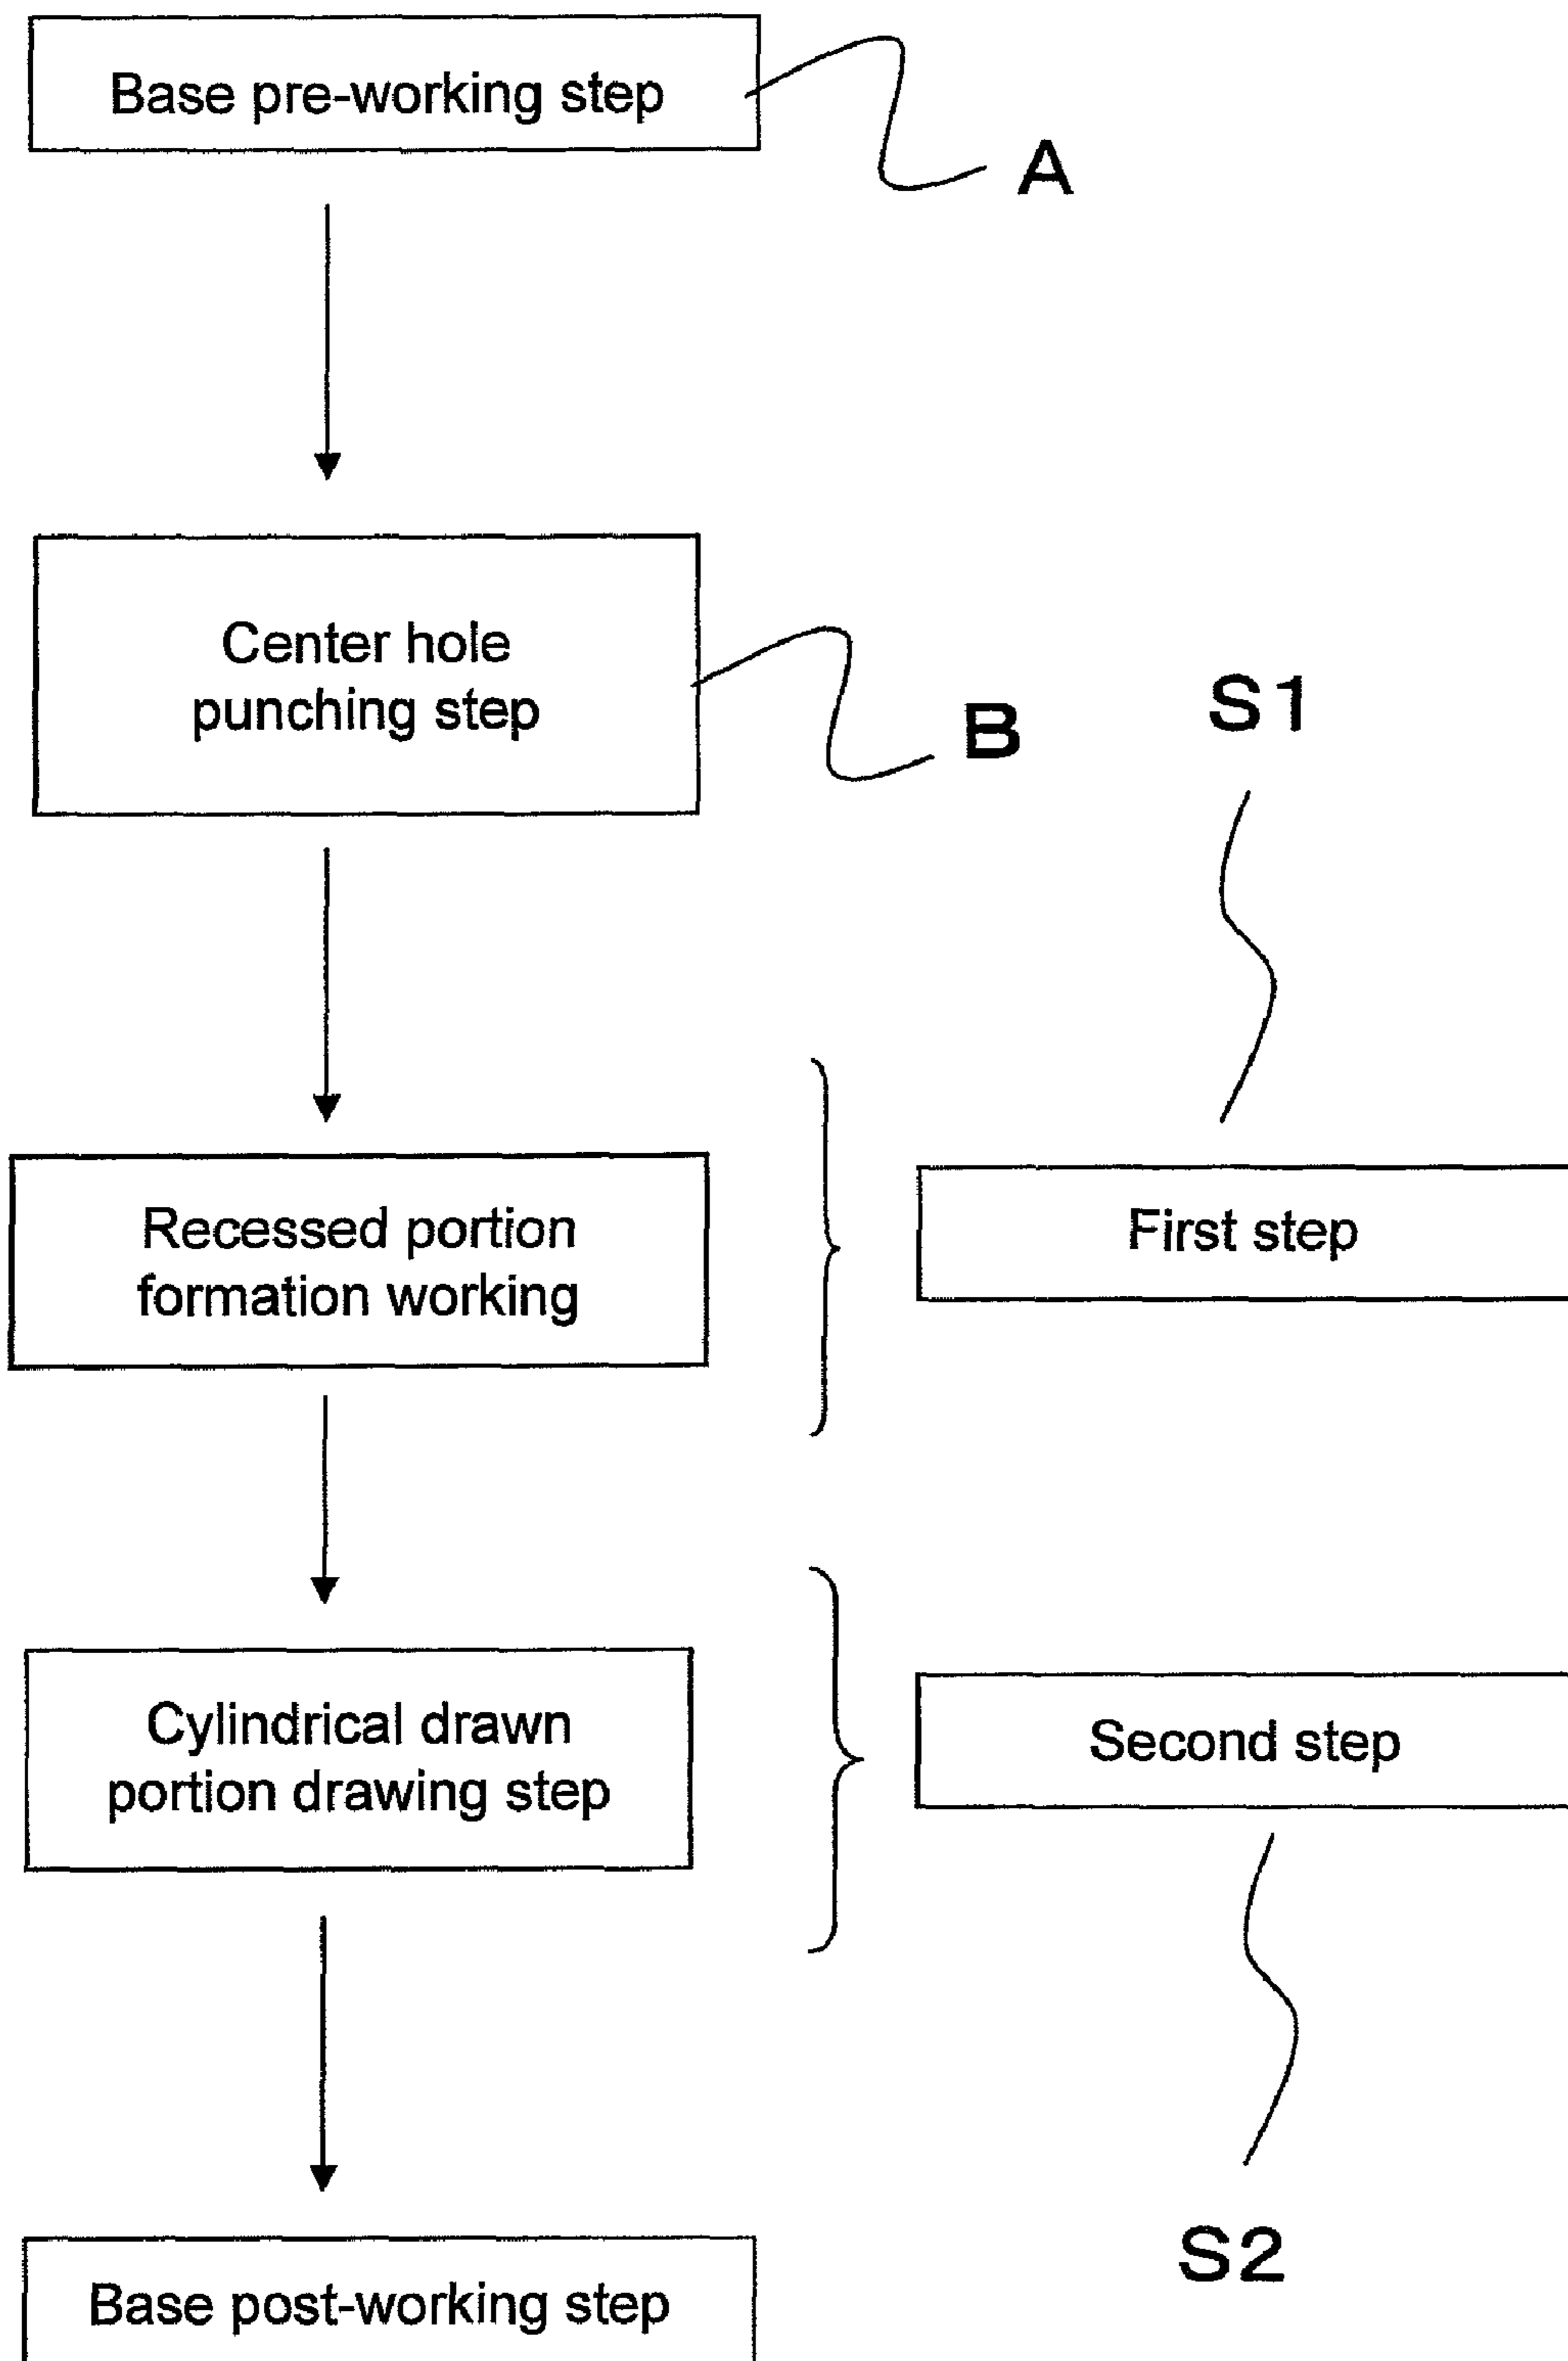 Base pre-working step
A
Center hole
punching step
B
S1
Recessed portion
formation working
First step
Cylindrical drawn
portion drawing step
Second step
S2
Base post-working step